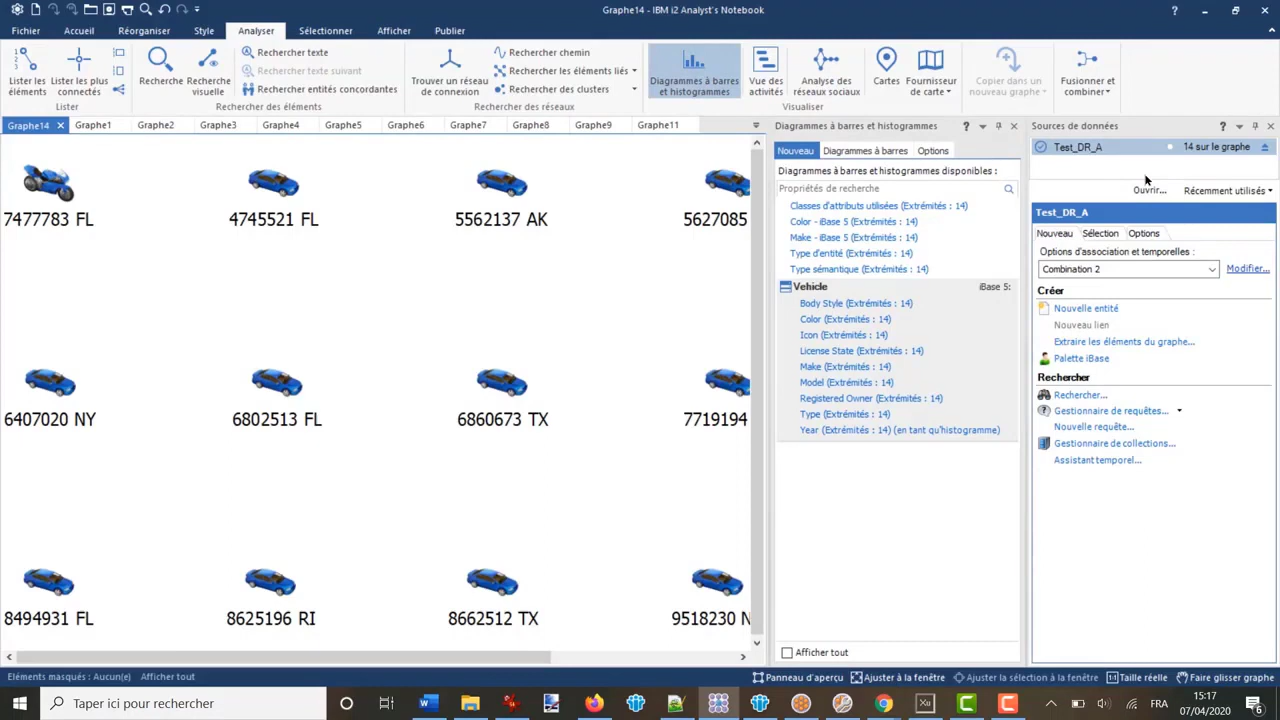 Graphe14 - IBM i2 Analyst's Notebook
Fichier Accueil Réorganiser Style Analyser Sélectionner Afficher Publier
Lister les éléments
Lister les plus connectés
Lister
Recherche
Recherche visuelle
Rechercher texte
Rechercher texte suivant
Rechercher entités concordantes
Rechercher des éléments
Trouver un réseau de connexion
Rechercher chemin
Rechercher les éléments liés
Rechercher des clusters
Rechercher des réseaux
Diagrammes à barres et histogrammes
Vue des activités
Analyse des réseaux sociaux
Cartes
Fournisseur de carte
Visualiser
Copier dans un nouveau graphe
Fusionner et combiner
Graphe14 Graphe1 Graphe2 Graphe3 Graphe4 Graphe5 Graphe6 Graphe7 Graphe8 Graphe9 Graphe11
7477783 FL 4745521 FL 5562137 AK 5627085
6407020 NY 6802513 FL 6860673 TX 7719194
8494931 FL 8625196 RI 8662512 TX 9518230 N
Diagrammes à barres et histogrammes
Nouveau Diagrammes à barres Options
Diagrammes à barres et histogrammes disponibles :
Propriétés de recherche
Classes d'attributs utilisées (Extrémités : 14)
Color - iBase 5 (Extrémités : 14)
Make - iBase 5 (Extrémités : 14)
Type d'entité (Extrémités : 14)
Type sémantique (Extrémités : 14)
Vehicle iBase 5:
Body Style (Extrémités : 14)
Color (Extrémités : 14)
Icon (Extrémités : 14)
License State (Extrémités : 14)
Make (Extrémités : 14)
Model (Extrémités : 14)
Registered Owner (Extrémités : 14)
Type (Extrémités : 14)
Year (Extrémités : 14) (en tant qu'histogramme)
Afficher tout
Sources de données
Test_DR_A 14 sur le graphe
Ouvrir... Récemment utilisés
Test_DR_A
Nouveau Sélection Options
Options d'association et temporelles :
Combination 2 Modifier...
Créer
Nouvelle entité
Nouveau lien
Extraire les éléments du graphe...
Palette iBase
Rechercher
Rechercher...
Gestionnaire de requêtes...
Nouvelle requête...
Gestionnaire de collections...
Assistant temporel...
Eléments masqués : Aucun(e) Afficher tout
Panneau d'aperçu Ajuster à la fenêtre Ajuster la sélection à la fenêtre Taille réelle Faire glisser graphe
Taper ici pour rechercher
FRA
15:17
07/04/2020
6